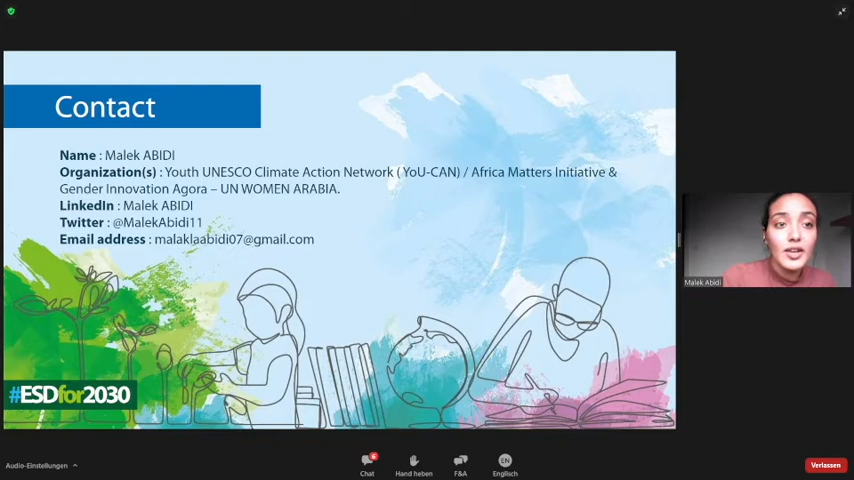 Contact
Name : Malek ABIDI
Organization(s) : Youth UNESCO Climate Action Network ( YoU-CAN) / Africa Matters Initiative &
Gender Innovation Agora – UN WOMEN ARABIA.
LinkedIn : Malek ABIDI
Twitter : @MalekAbidi11
Email address : malaklaabidi07@gmail.com
Malek Abidi
#ESDfor2030
Audio-Einstellungen
6
Chat
Hand heben
F&A
EN
Englisch
Verlassen